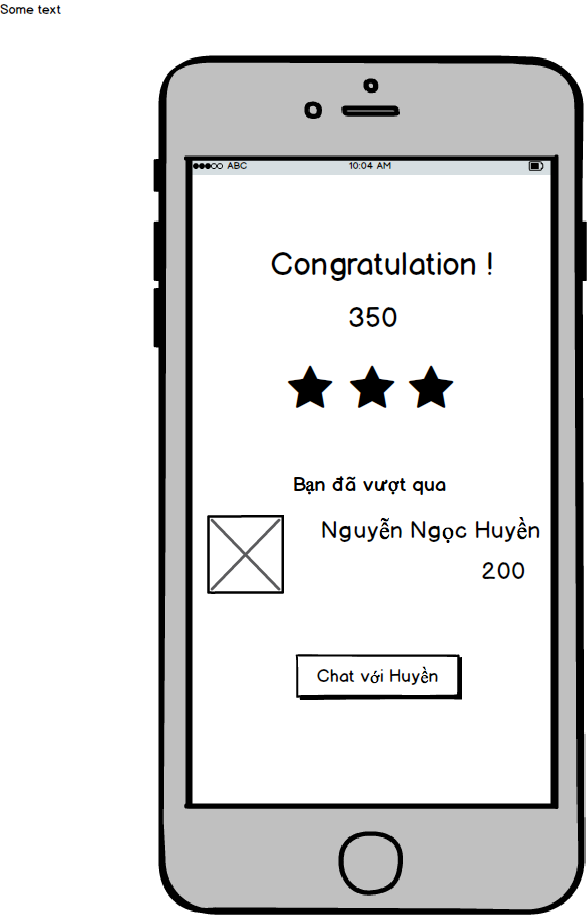 Some text
ABC 10:04 AM
Congratulation !
350
Bạn đã vượt qua
Nguyễn Ngọc Huyền
200
Chat với Huyền